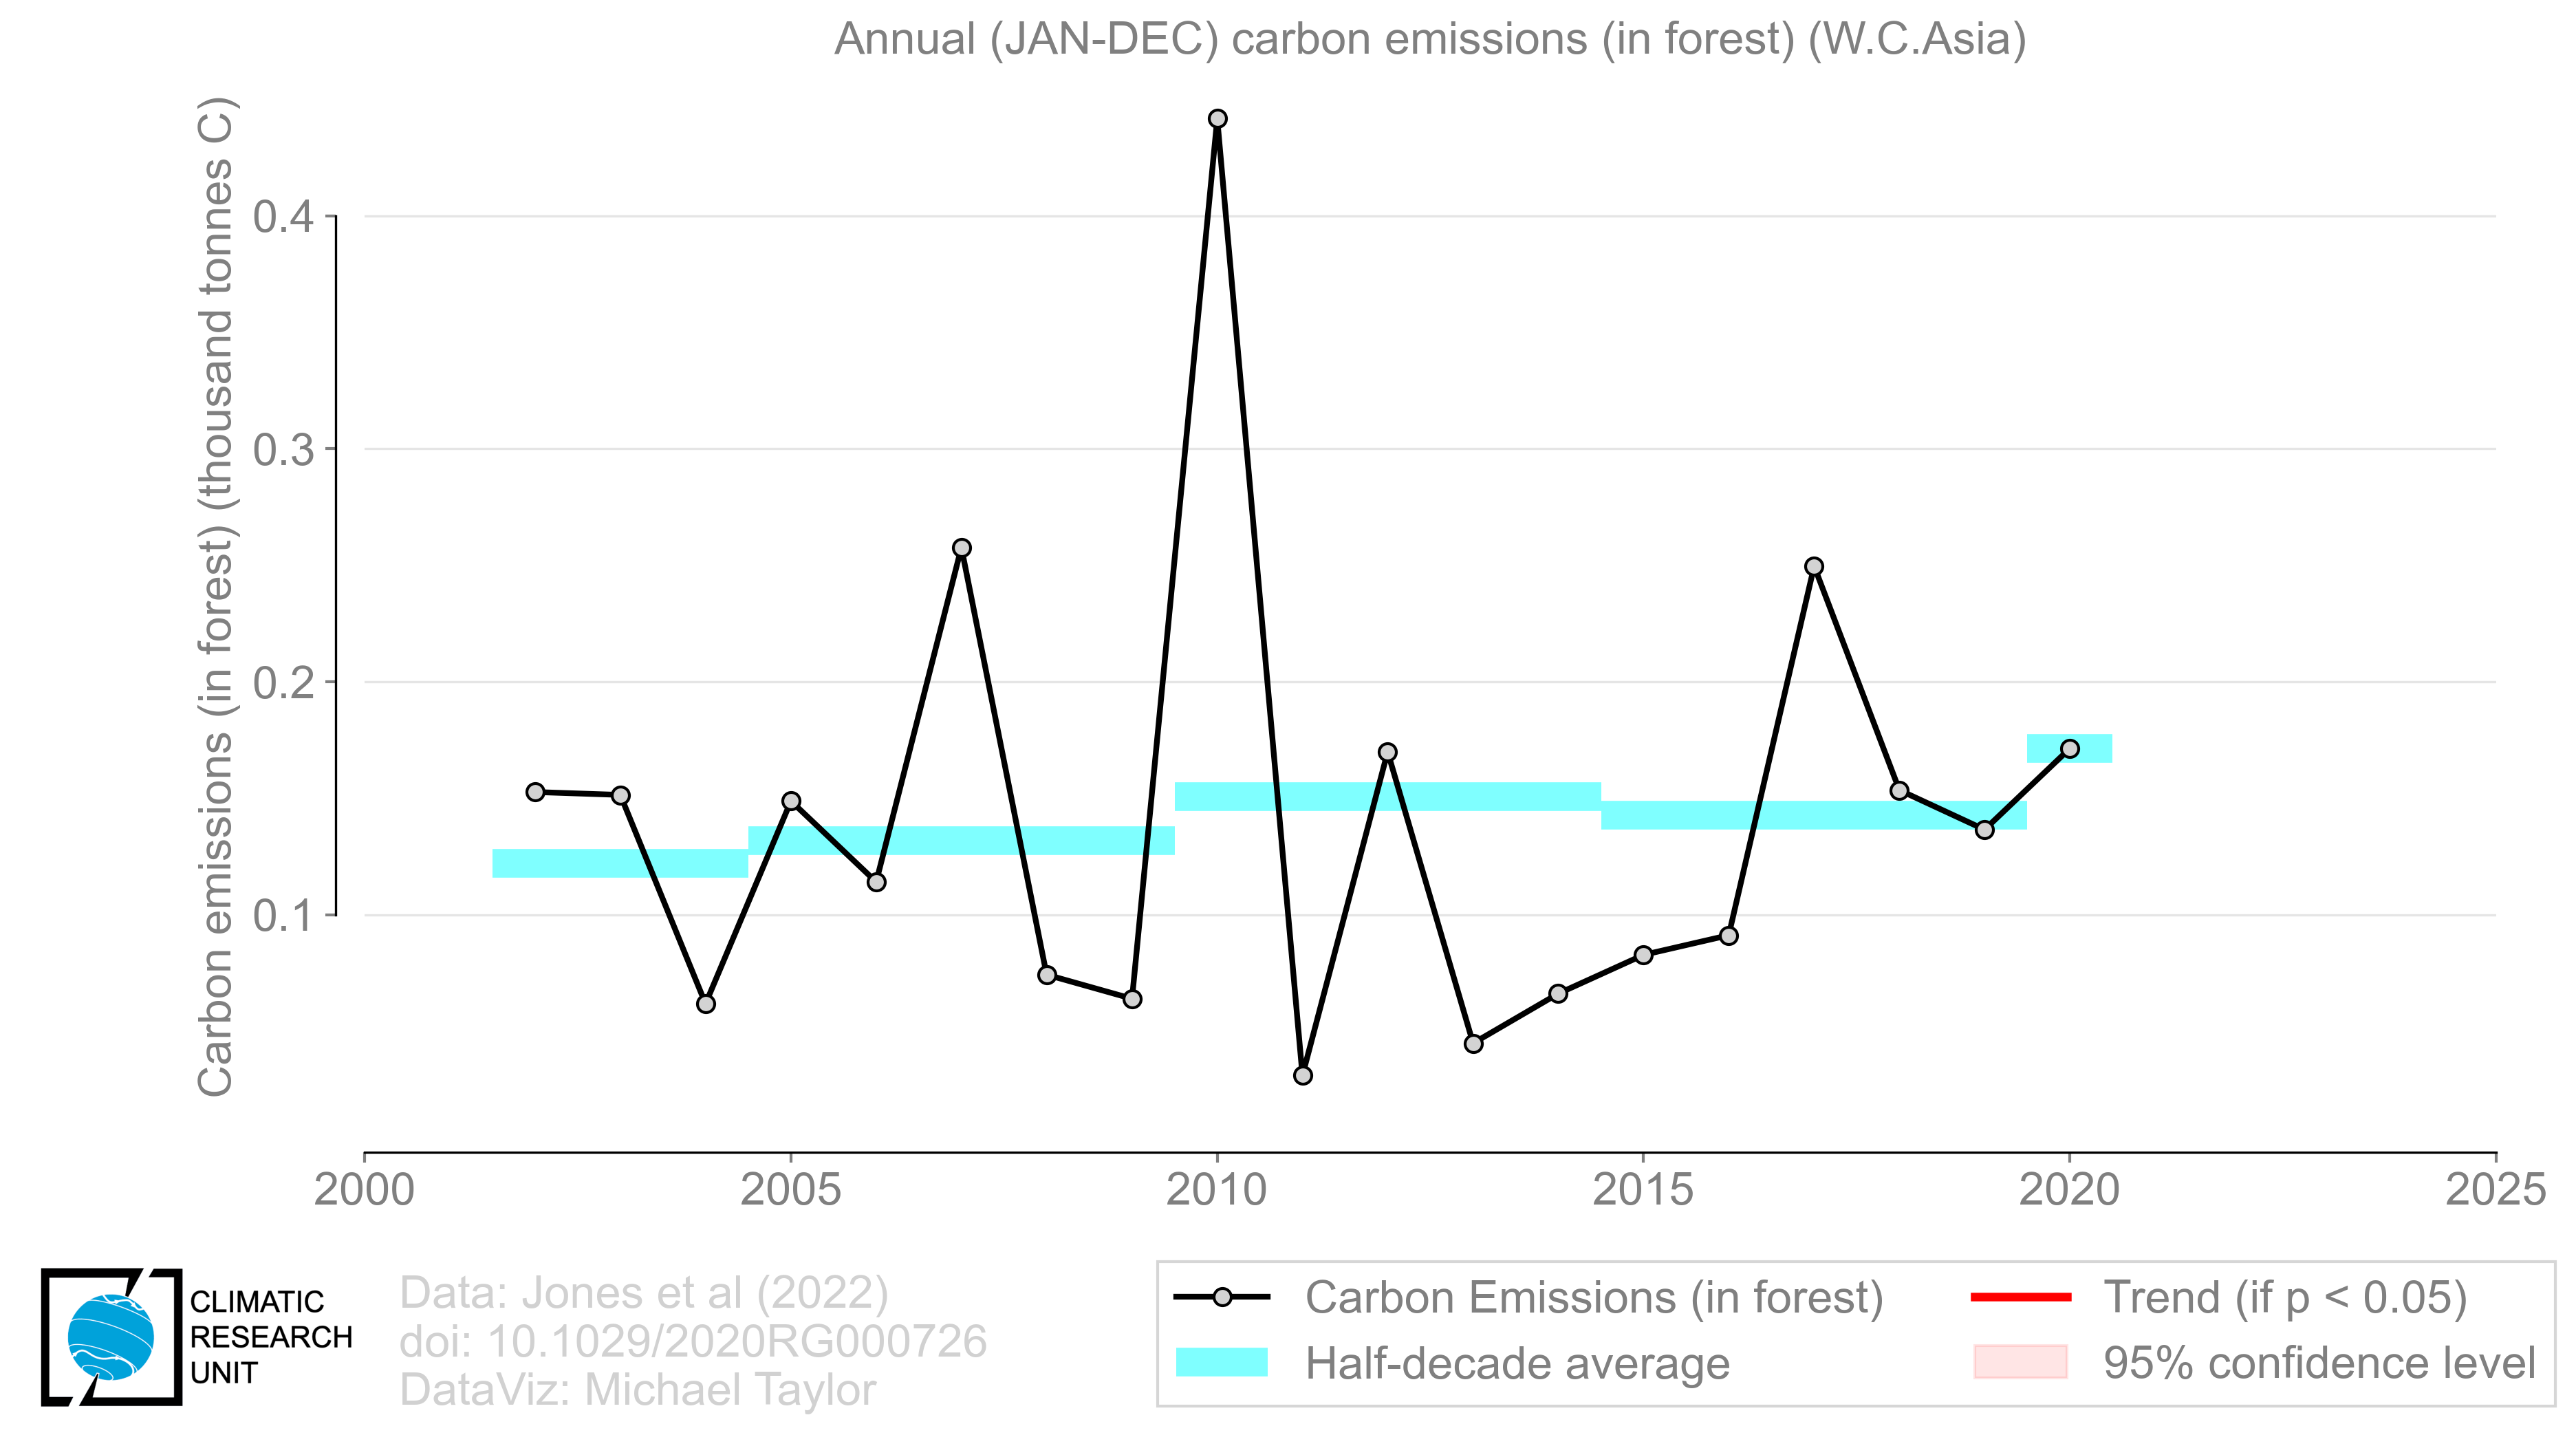 Annual (JAN-DEC) carbon emissions (in forest) (W.C.Asia)
Carbon emissions (in forest) (thousand tonnes C)
0.4
0.3
0.2
0.1
2000 2005 2010 2015 2020 2025
CLIMATIC
RESEARCH
UNIT
Data: Jones et al (2022)
doi: 10.1029/2020RG000726
DataViz: Michael Taylor
Carbon Emissions (in forest)
Half-decade average
Trend (if p < 0.05)
95% confidence level